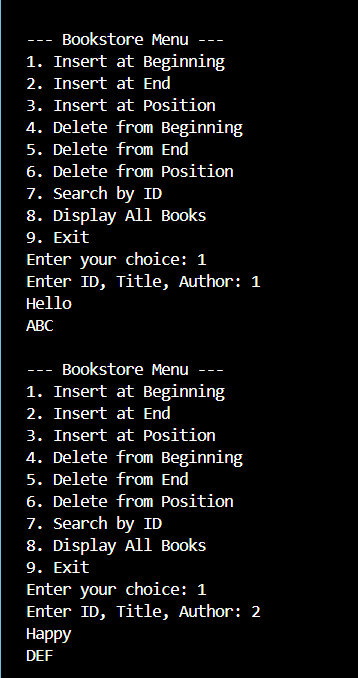 --- Bookstore Menu ---
1. Insert at Beginning
2. Insert at End
3. Insert at Position
4. Delete from Beginning
5. Delete from End
6. Delete from Position
7. Search by ID
8. Display All Books
9. Exit
Enter your choice: 1
Enter ID, Title, Author: 1
Hello
ABC

--- Bookstore Menu ---
1. Insert at Beginning
2. Insert at End
3. Insert at Position
4. Delete from Beginning
5. Delete from End
6. Delete from Position
7. Search by ID
8. Display All Books
9. Exit
Enter your choice: 1
Enter ID, Title, Author: 2
Happy
DEF